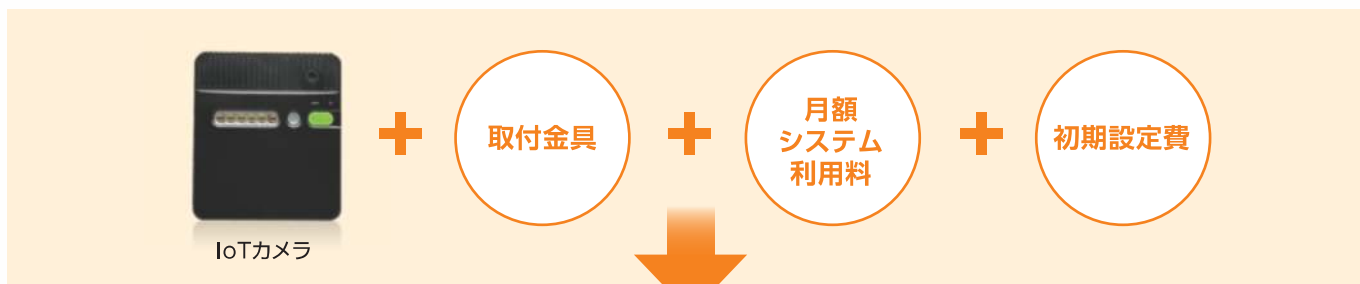 取付金具
月額
システム
利用料
初期設定費
IoTカメラ